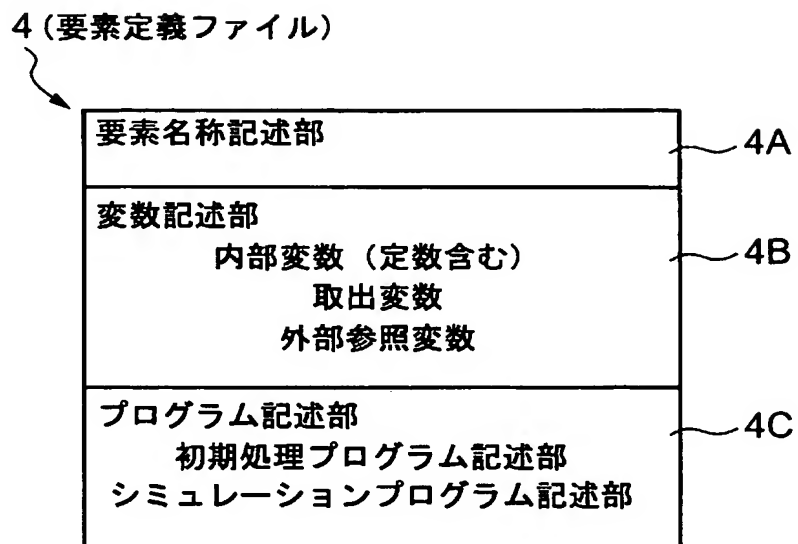 4(要素定義ファイル)
要素名称記述部
4A
変数記述部
内部変数(定数含む)
4B
取出変数
外部参照変数
プログラム記述部
4C
初期処理プログラム記述部
シミュレーションプログラム記述部